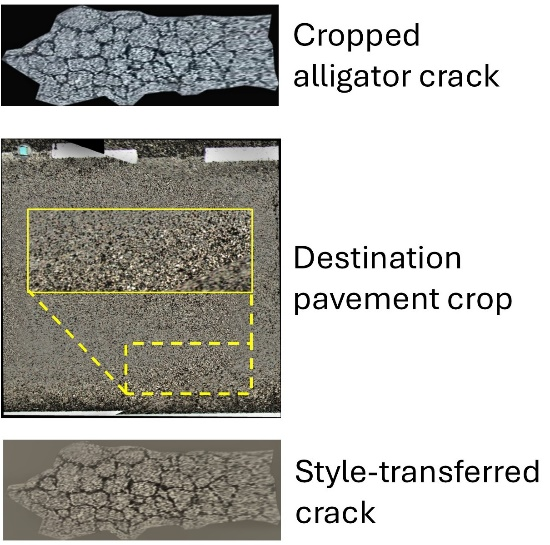 Cropped
alligator crack
Destination
pavement crop
Style-transferred
crack